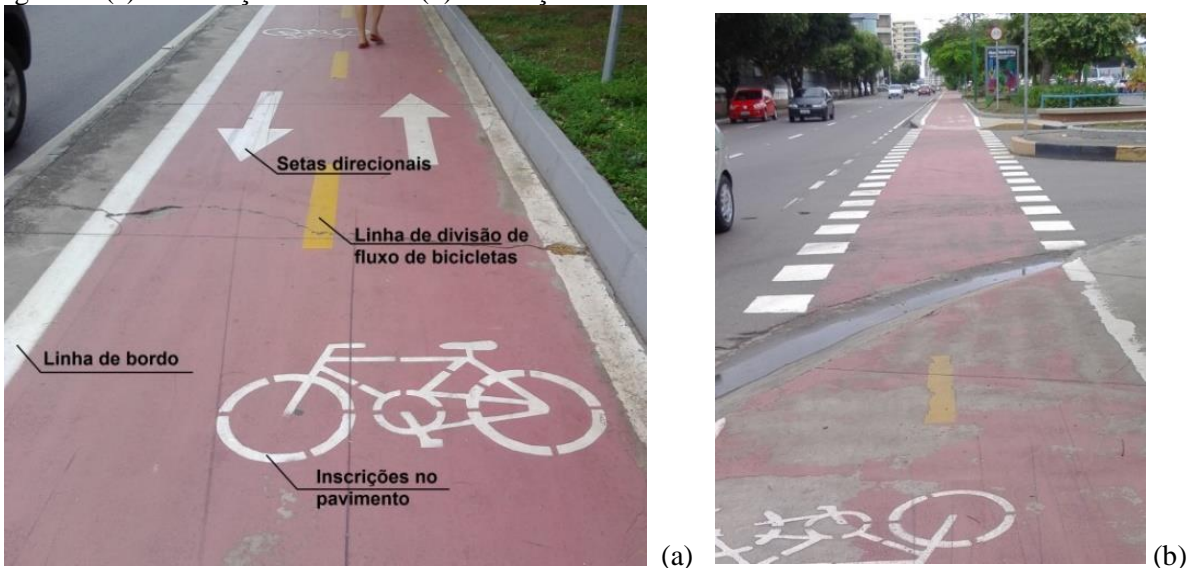 Setas direcionais
Linha de divisão de
fluxo de bicicletas
Linha de bordo
Inscrições no
pavimento
(a)
(b)